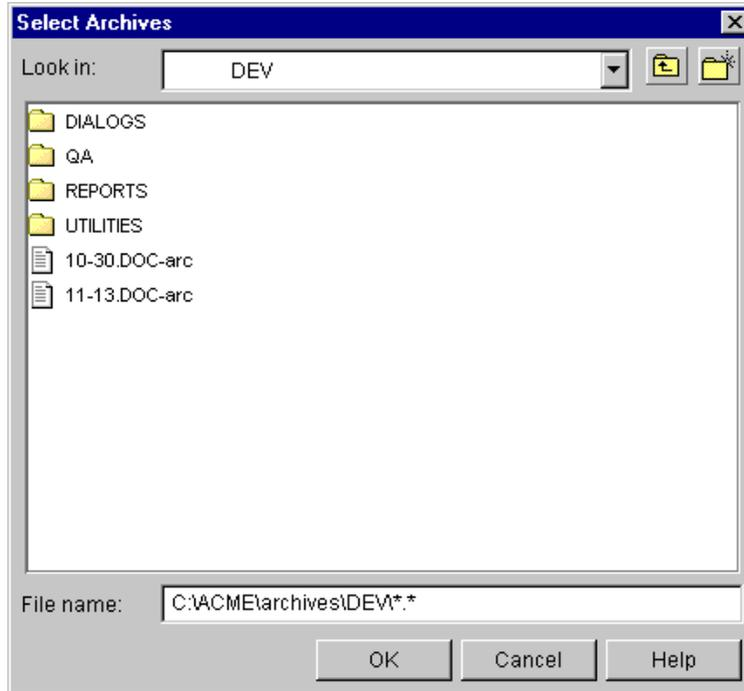 Select Archives
Look in: DEV
DIALOGS
QA
REPORTS
UTILITIES
10-30.DOC-arc
11-13.DOC-arc
File name: C:\ACME\archives\DEV\*.*
OK Cancel Help